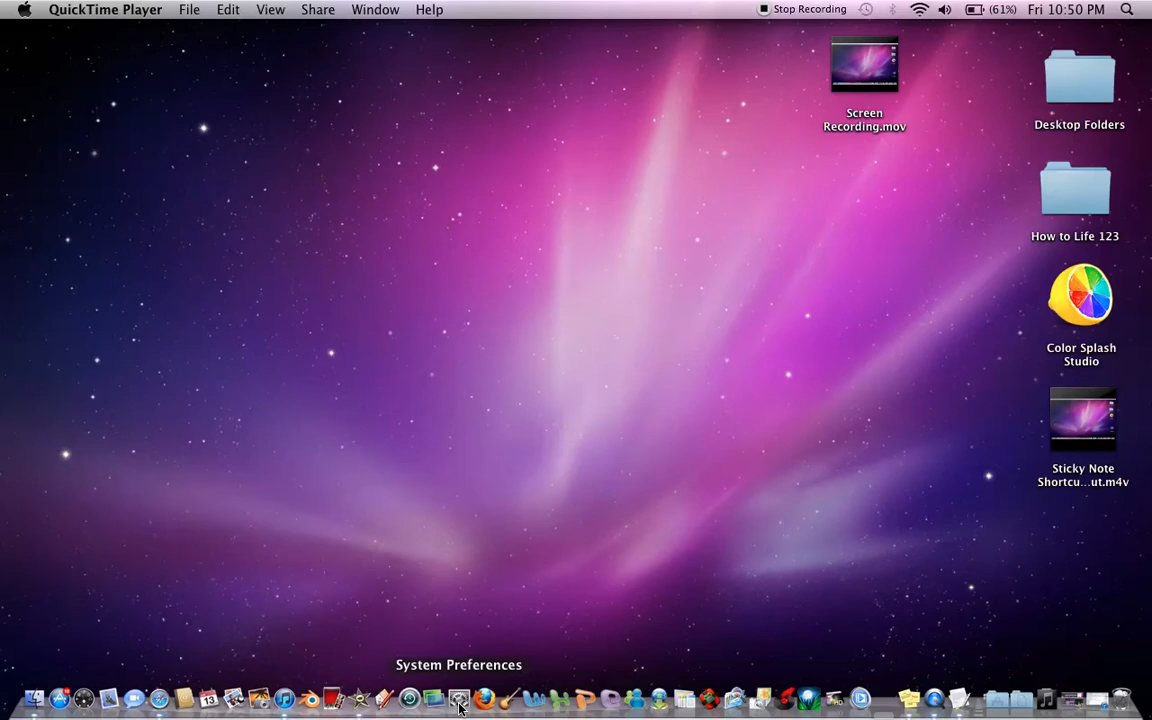 QuickTime Player File Edit View Share Window Help Stop Recording (61%) Fri 10:50 PM
Screen
Recording.mov
Desktop Folders
How to Life 123
Color Splash
Studio
Sticky Note
Shortcu...ut.m4v
System Preferences
13